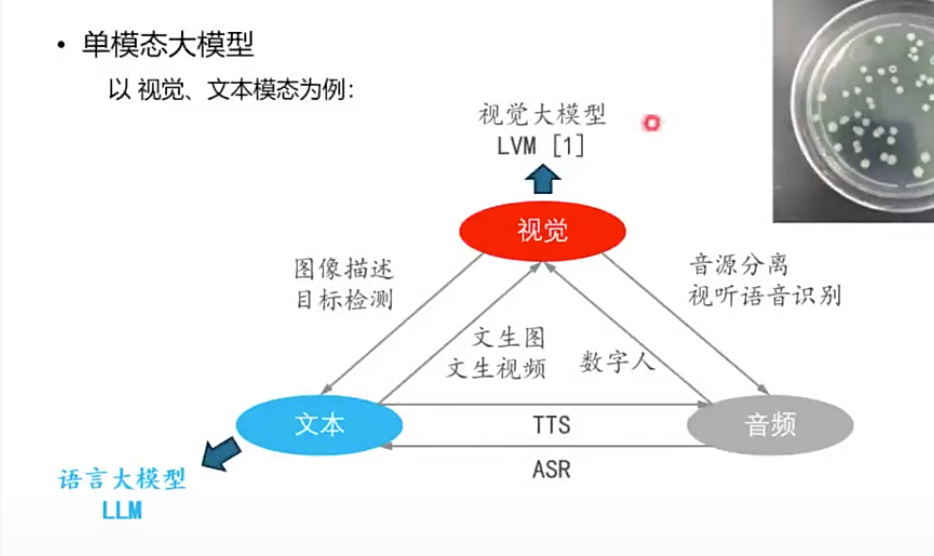 • 单模态大模型
以 视觉、文本模态为例：
视觉大模型
LVM [1]
视觉
图像描述
目标检测
音源分离
视听语音识别
文生图
文生视频
数字人
文本
TTS
音频
ASR
语言大模型
LLM